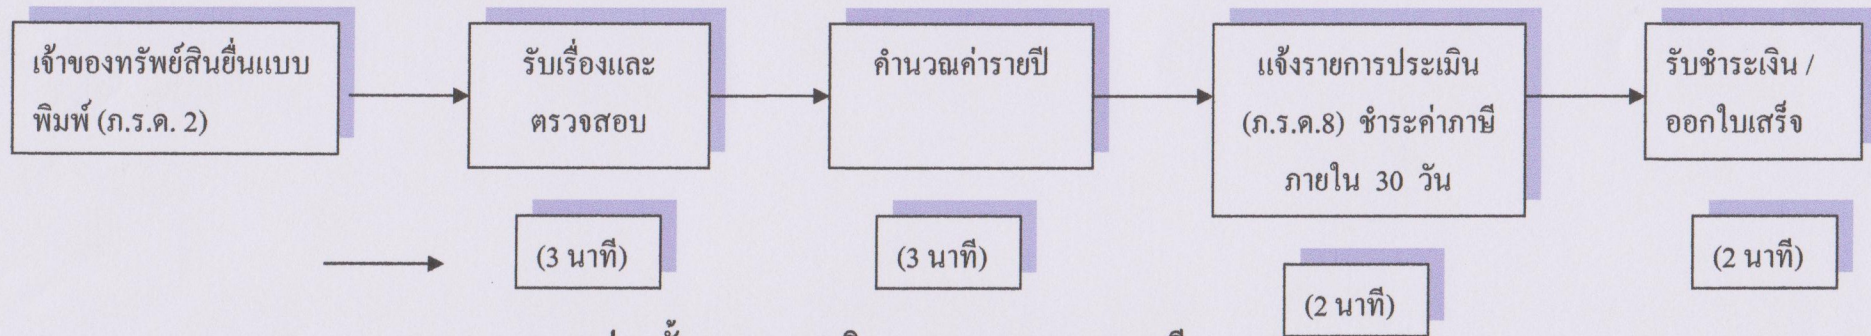 เจ้าของทรัพย์สินยื่นแบบ
พิมพ์ (ภ.ร.ด. 2)
รับเรื่องและ
ตรวจสอบ
คำนวณค่ารายปี
แจ้งรายการประเมิน
(ภ.ร.ด.8) ชำระค่าภาษี
ภายใน 30 วัน
รับชำระเงิน /
ออกใบเสร็จ
(3 นาที)
(3 นาที)
(2 นาที)
(2 นาที)